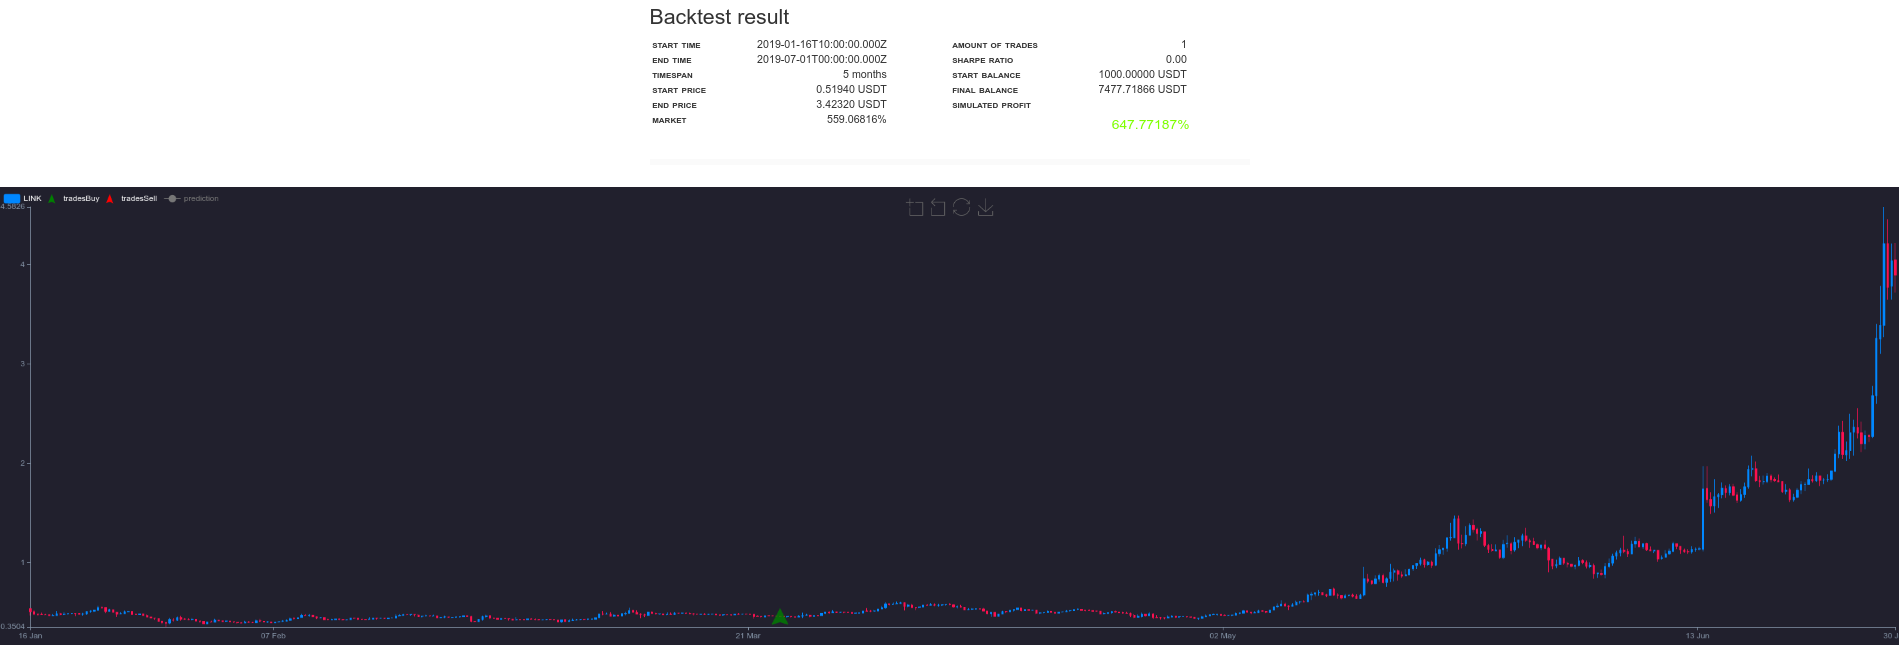 Backtest result
START TIME 2019-01-16T10:00:00.000Z AMOUNT OF TRADES 1
END TIME 2019-07-01T00:00:00.000Z SHARPE RATIO 0.00
TIMESPAN 5 months START BALANCE 1000.00000 USDT
START PRICE 0.51940 USDT FINAL BALANCE 7477.71866 USDT
END PRICE 3.42320 USDT SIMULATED PROFIT
MARKET 559.06816% 647,77187%
LINK tradesBuy tradesSell prediction
4.5826
4
3
2
1
0.3504
16 Jan 07 Feb 21 Mar 02 May 13 Jun 30 J